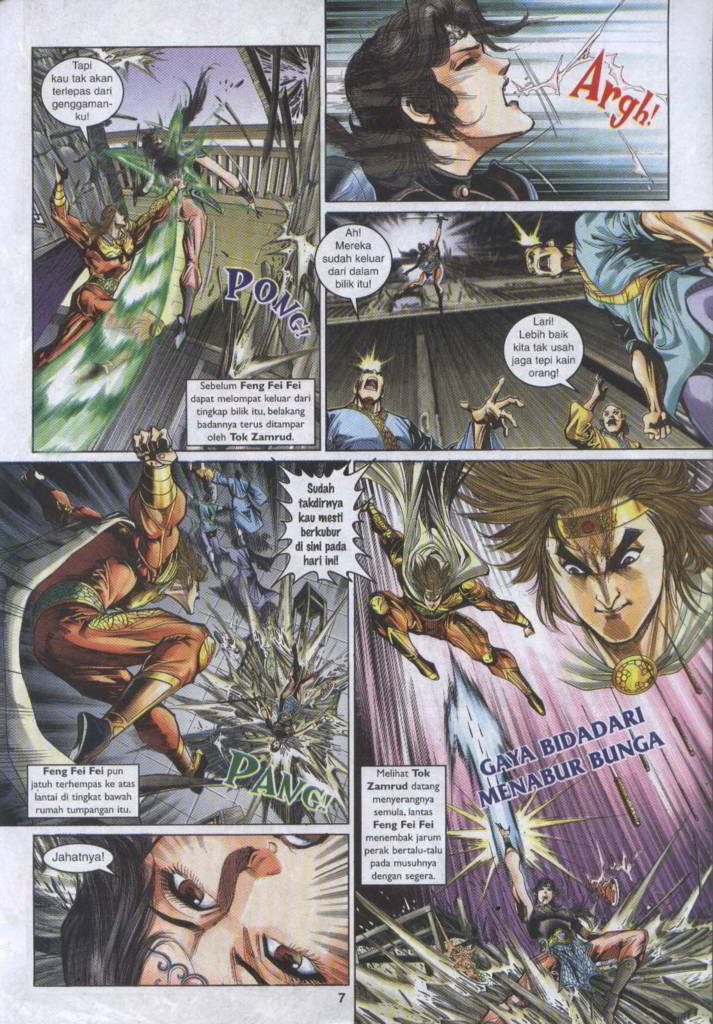 Tapi
kau tak akan
terlepas dari
genggaman-
ku!
PONG!
Sebelum Feng Fei Fei
dapat melompat keluar dari
tingkap bilik itu, belakang
badannya terus ditampar
oleh Tok Zamrud.
Argh!
Ah!
Mereka
sudah keluar
dari dalam
bilik itu!
Lari!
Lebih baik
kita tak usah
jaga tepi kain
orang!
Sudah
takdirnya
kau mesti
berkubur
di sini pada
hari ini!
PANG!
Feng Fei Fei pun
jatuh terhempas ke atas
lantai di tingkat bawah
rumah tumpangan itu.
GAYA BIDADARI
MENABUR BUNGA
Melihat Tok
Zamrud datang
menyerangnya
semula, lantas
Feng Fei Fei
menembak jarum
perak bertalu-talu
pada musuhnya
dengan segera.
Jahatnya!
7